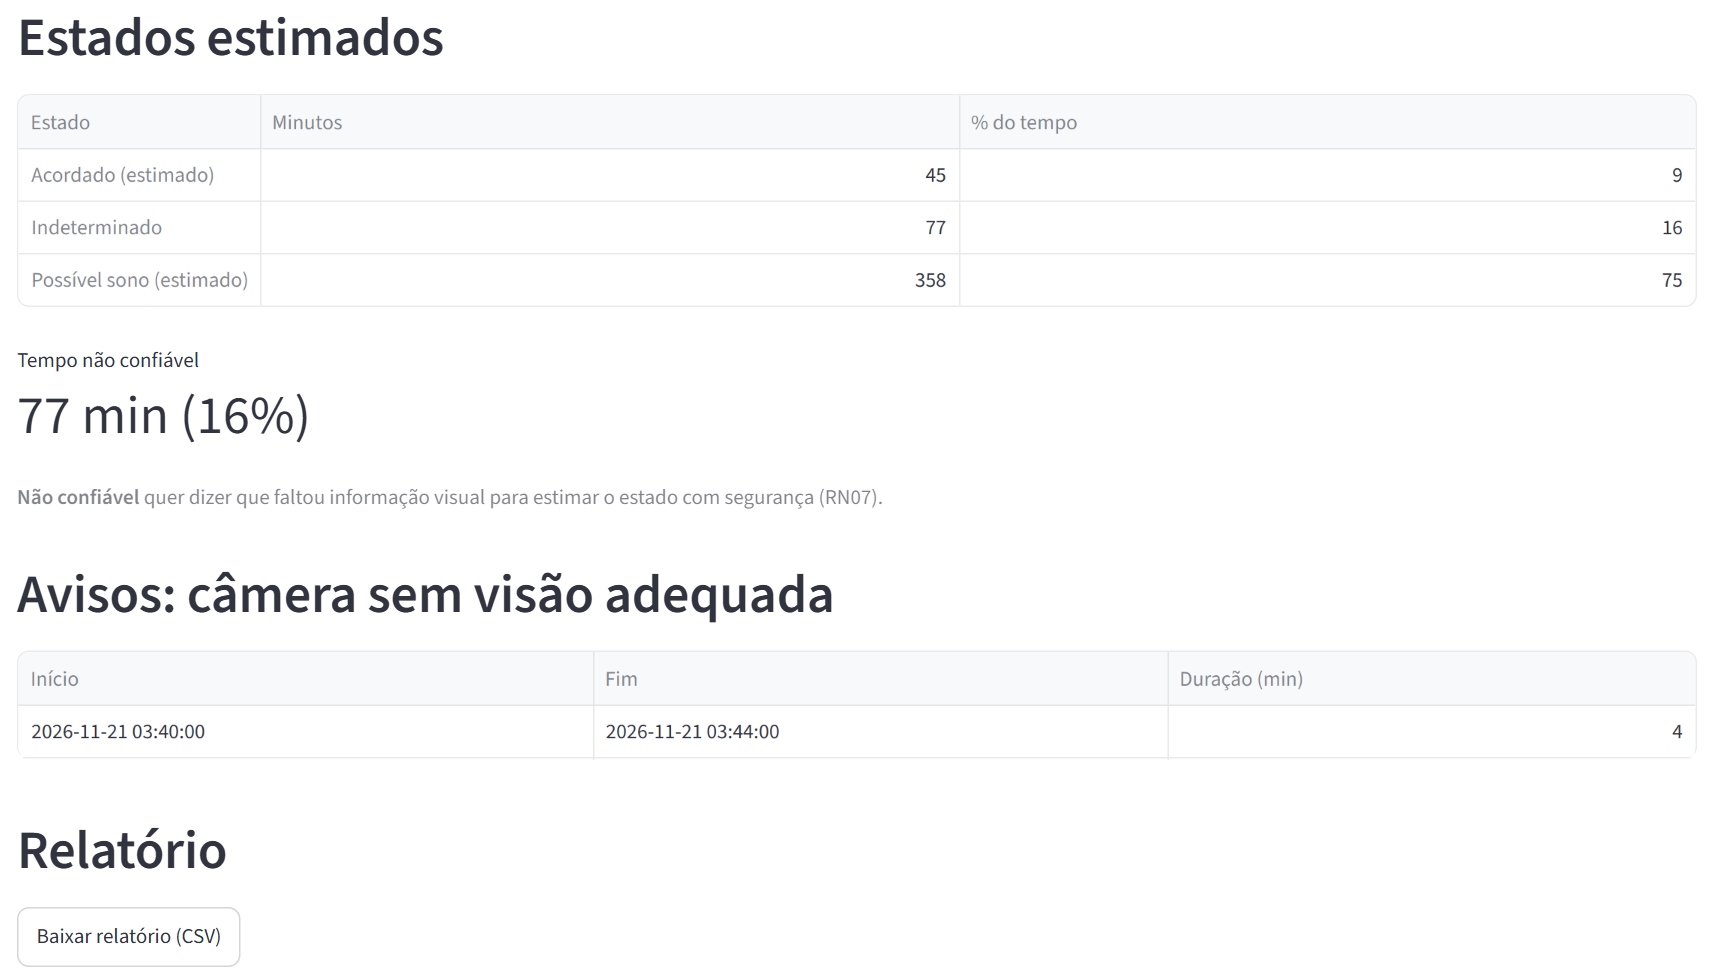 Estados estimados
Estado Minutos % do tempo
Acordado (estimado) 45 9
Indeterminado 77 16
Possível sono (estimado) 358 75
Tempo não confiável
77 min (16%)
Não confiável quer dizer que faltou informação visual para estimar o estado com segurança (RN07).
Avisos: câmera sem visão adequada
Início Fim Duração (min)
2026-11-21 03:40:00 2026-11-21 03:44:00 4
Relatório
Baixar relatório (CSV)